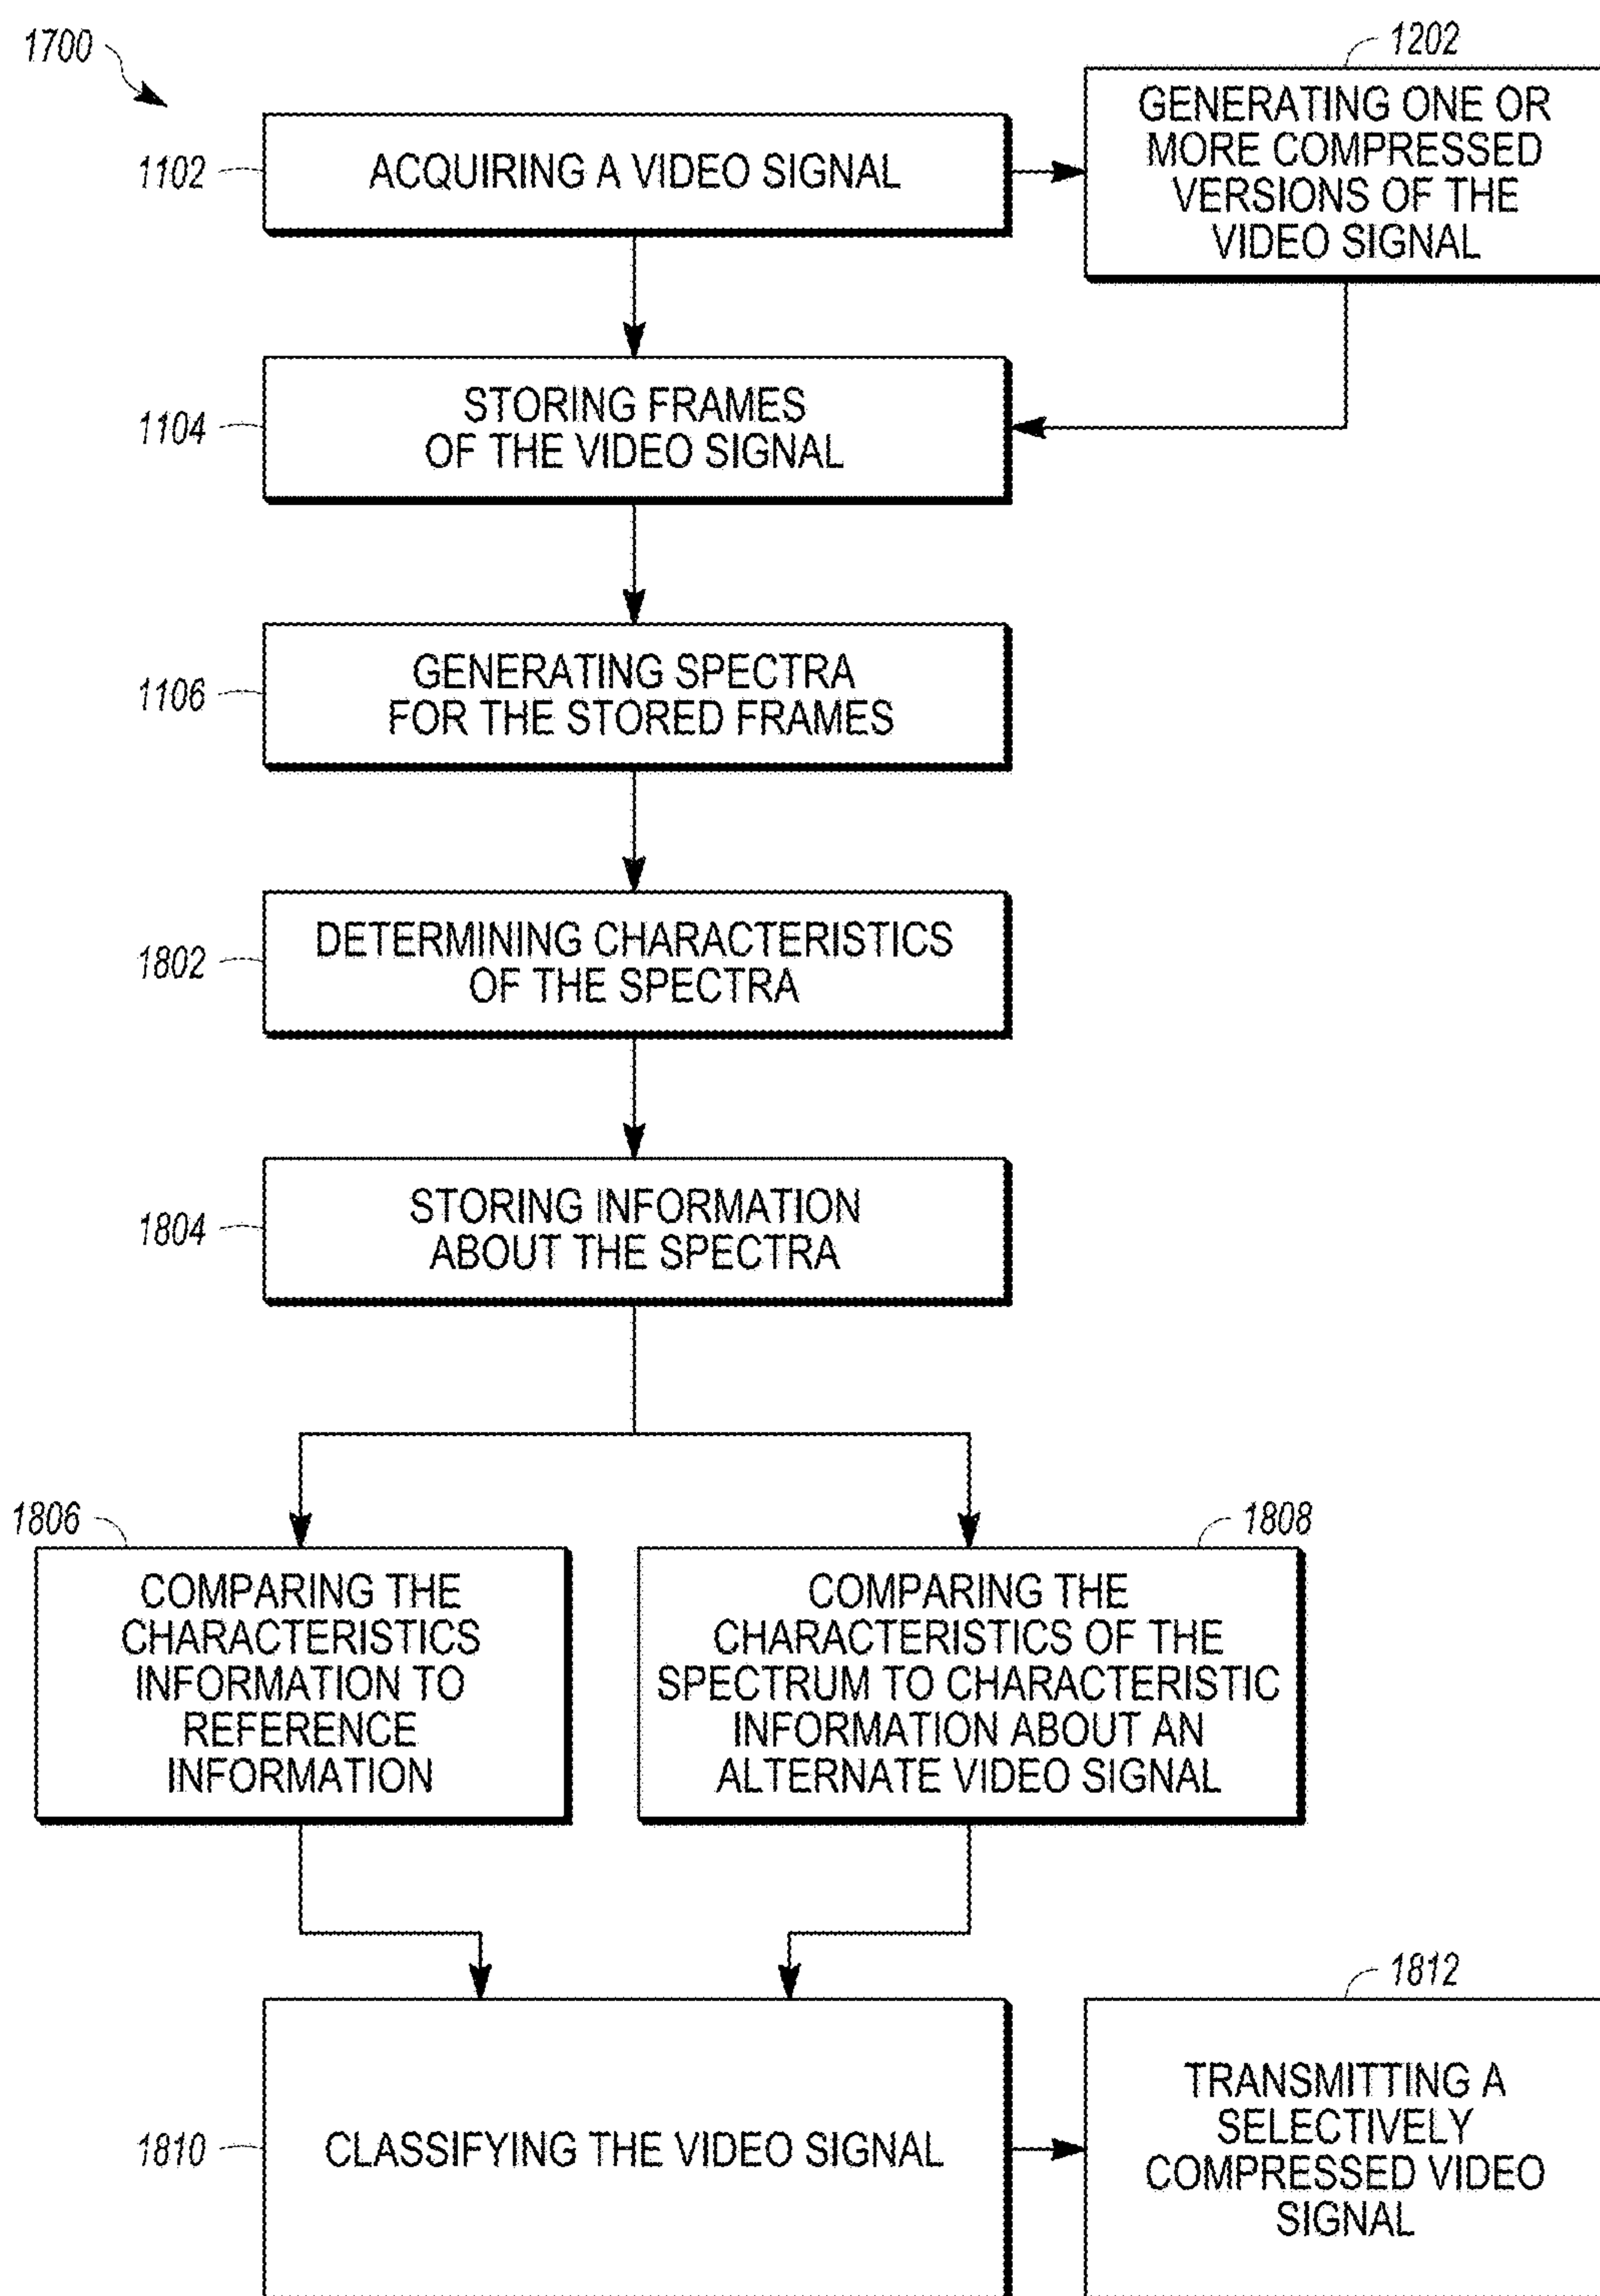 1700
1202
GENERATING ONE OR
MORE COMPRESSED
VERSIONS OF THE
VIDEO SIGNAL
1102
ACQUIRING A VIDEO SIGNAL
1104
STORING FRAMES
OF THE VIDEO SIGNAL
1106
GENERATING SPECTRA
FOR THE STORED FRAMES
1802
DETERMINING CHARACTERISTICS
OF THE SPECTRA
1804
STORING INFORMATION
ABOUT THE SPECTRA
1806
COMPARING THE
CHARACTERISTICS
INFORMATION TO
REFERENCE
INFORMATION
1808
COMPARING THE
CHARACTERISTICS OF THE
SPECTRUM TO CHARACTERISTIC
INFORMATION ABOUT AN
ALTERNATE VIDEO SIGNAL
1810
CLASSIFYING THE VIDEO SIGNAL
1812
TRANSMITTING A
SELECTIVELY
COMPRESSED VIDEO
SIGNAL